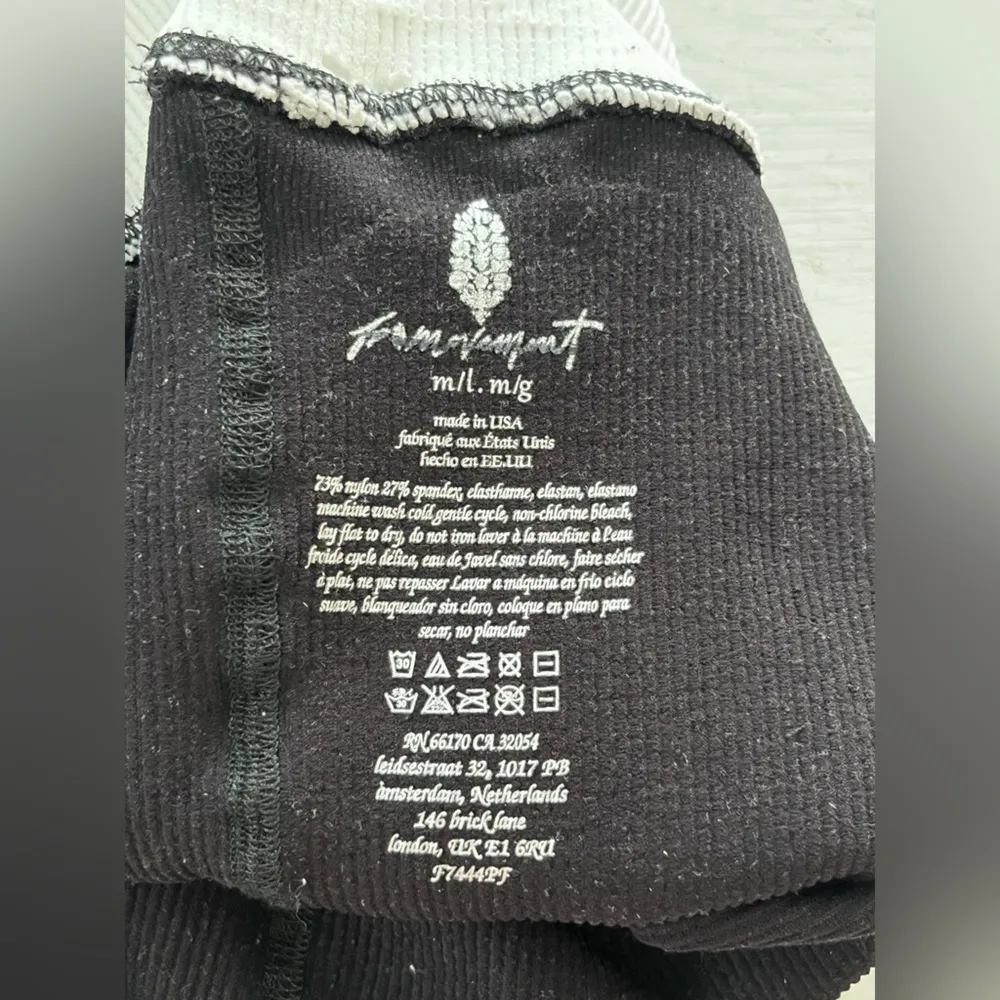 fp movement
m/l. m/g
made in USA
fabriqué aux États Unis
hecho en EE.UU
73% nylon 27% spandex, elasthanne, elastan, elastano
machine wash cold gentle cycle, non-chlorine bleach,
lay flat to dry, do not iron laver à la machine à l'eau
froide cycle délica, eau de Javel sans chlore, faire sécher
à plat, ne pas repasser Lavar a máquina en frío ciclo
suave, blanqueador sin cloro, coloque en plano para
secar, no planchar
30
30
RN 66170 CA 32054
leidsestraat 32, 1017 PB
amsterdam, Netherlands
146 brick lane
london, UK E1 6RU
F7444PF